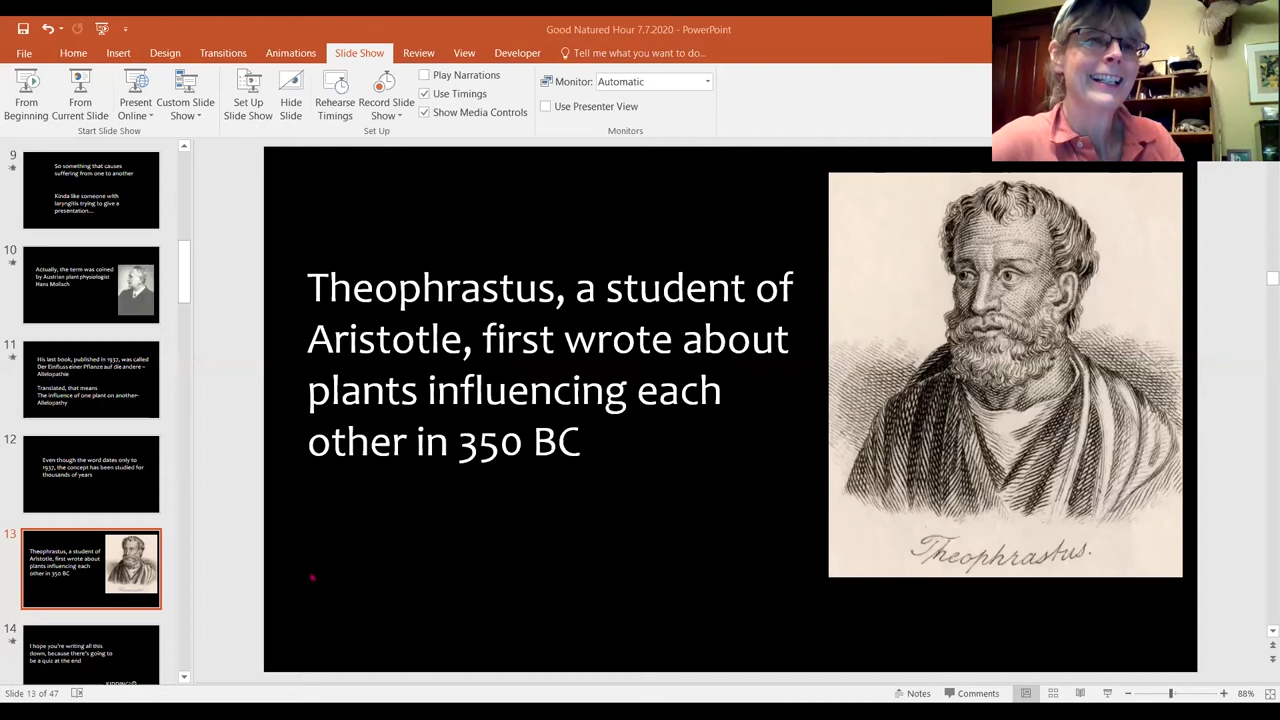 Good Natured Hour 7.7.2020 - PowerPoint
File Home Insert Design Transitions Animations Slide Show Review View Developer Tell me what you want to do...
From Beginning
From Current Slide
Present Online
Custom Slide Show
Start Slide Show
Set Up Slide Show
Hide Slide
Rehearse Timings
Record Slide Show
Play Narrations
Use Timings
Show Media Controls
Set Up
Monitor: Automatic
Use Presenter View
Monitors
9
So something that causes
suffering from one to another
Kinda like someone with
laryngitis trying to give a
presentation....
10
Actually, the term was coined
by Austrian plant physiologist
Hans Molisch
11
His last book, published in 1937, was called
Der Einfluss einer Pflanze auf die andere –
Allelopathie
Translated, that means
The influence of one plant on another-
Allelopathy
12
Even though the word dates only to
1937, the concept has been studied for
thousands of years
13
Theophrastus, a student of
Aristotle, first wrote about
plants influencing each
other in 350 BC
14
I hope you're writing all this
down, because there's going to
be a quiz at the end
Theophrastus, a student of
Aristotle, first wrote about
plants influencing each
other in 350 BC
Theophrastus.
Slide 13 of 47
Notes Comments 88%